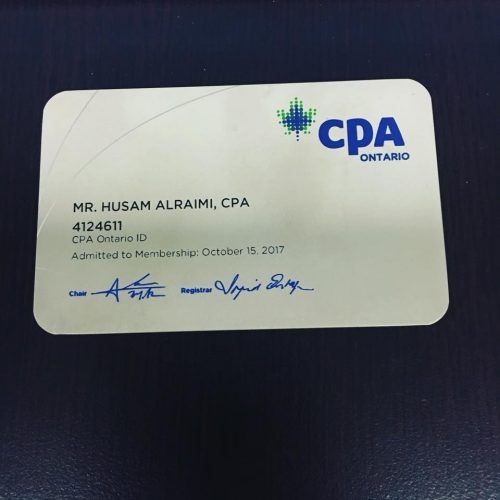 CPA
ONTARIO
MR. HUSAM ALRAIMI, CPA
4124611
CPA Ontario ID
Admitted to Membership: October 15, 2017
Chair Registrar